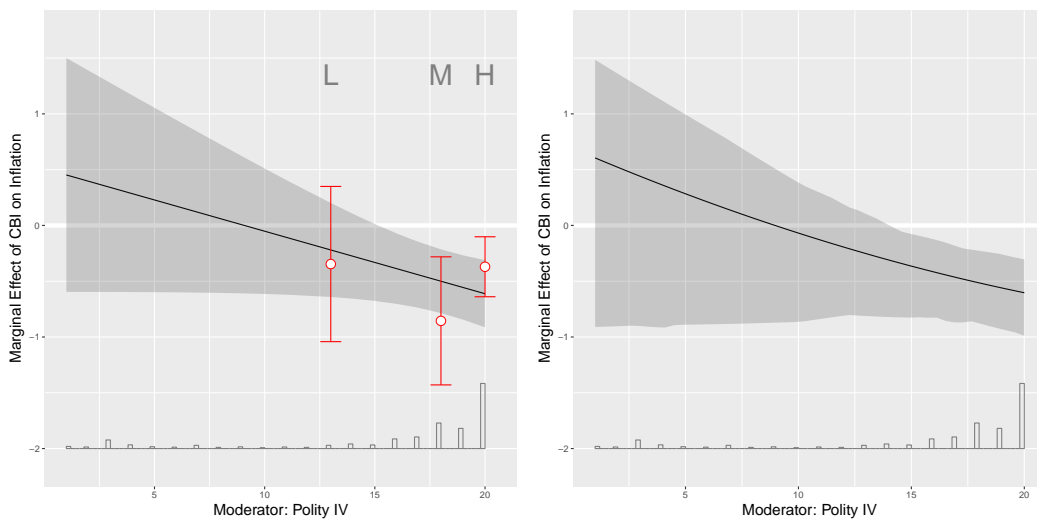 Marginal Effect of CBI on Inflation
L M H
1
0
−1
−2
5 10 15 20
Moderator: Polity IV
Marginal Effect of CBI on Inflation
1
0
−1
−2
5 10 15 20
Moderator: Polity IV